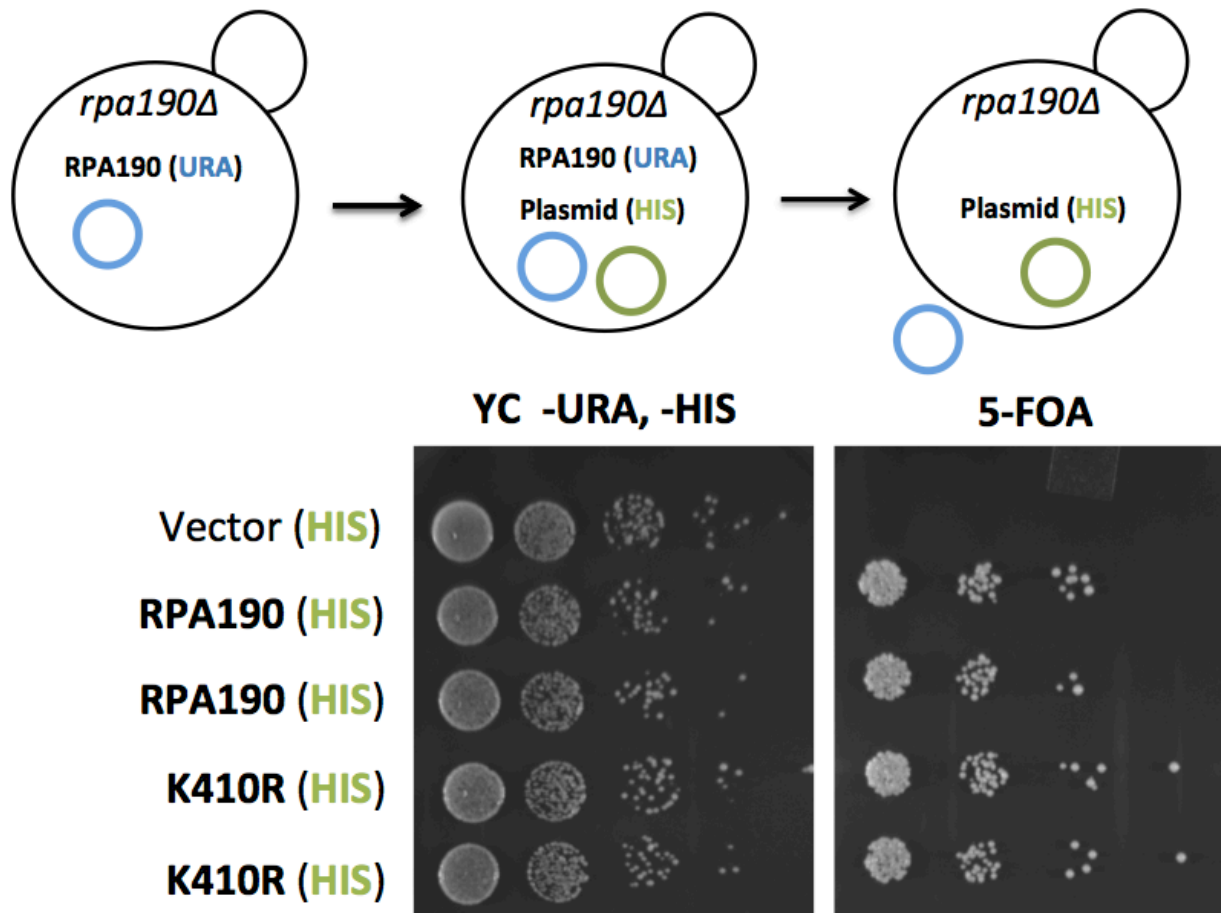 rpa190Δ
RPA190 (URA)
rpa190Δ
RPA190 (URA)
Plasmid (HIS)
rpa190Δ
Plasmid (HIS)
YC -URA, -HIS
5-FOA
Vector (HIS)
RPA190 (HIS)
RPA190 (HIS)
K410R (HIS)
K410R (HIS)